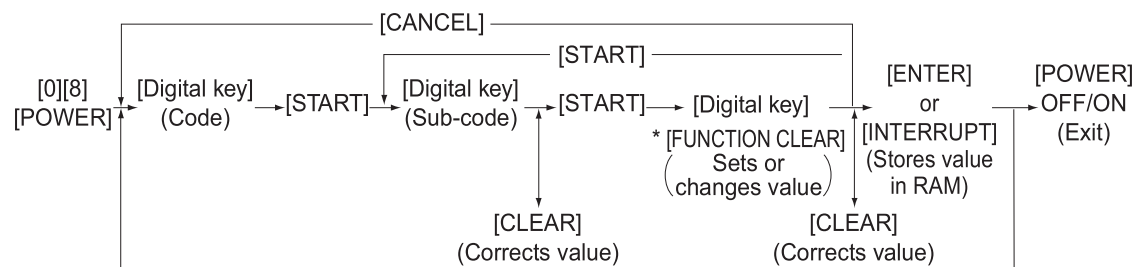 [CANCEL]
[START]
[0][8]
[POWER]
[Digital key]
(Code)
[START]
[Digital key]
(Sub-code)
[START]
[Digital key]
* [FUNCTION CLEAR]
(Sets or
changes value)
[ENTER]
or
[INTERRUPT]
(Stores value
in RAM)
[POWER]
OFF/ON
(Exit)
[CLEAR]
(Corrects value)
[CLEAR]
(Corrects value)